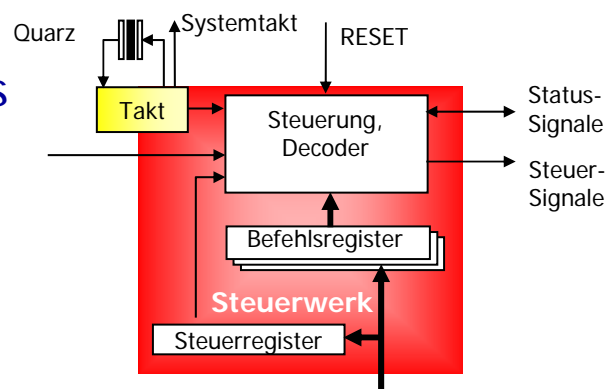 Quarz
Systemtakt
RESET
s
Takt
Steuerung,
Decoder
Status-
Signale
Steuer-
Signale
Befehlsregister
Steuerwerk
Steuerregister